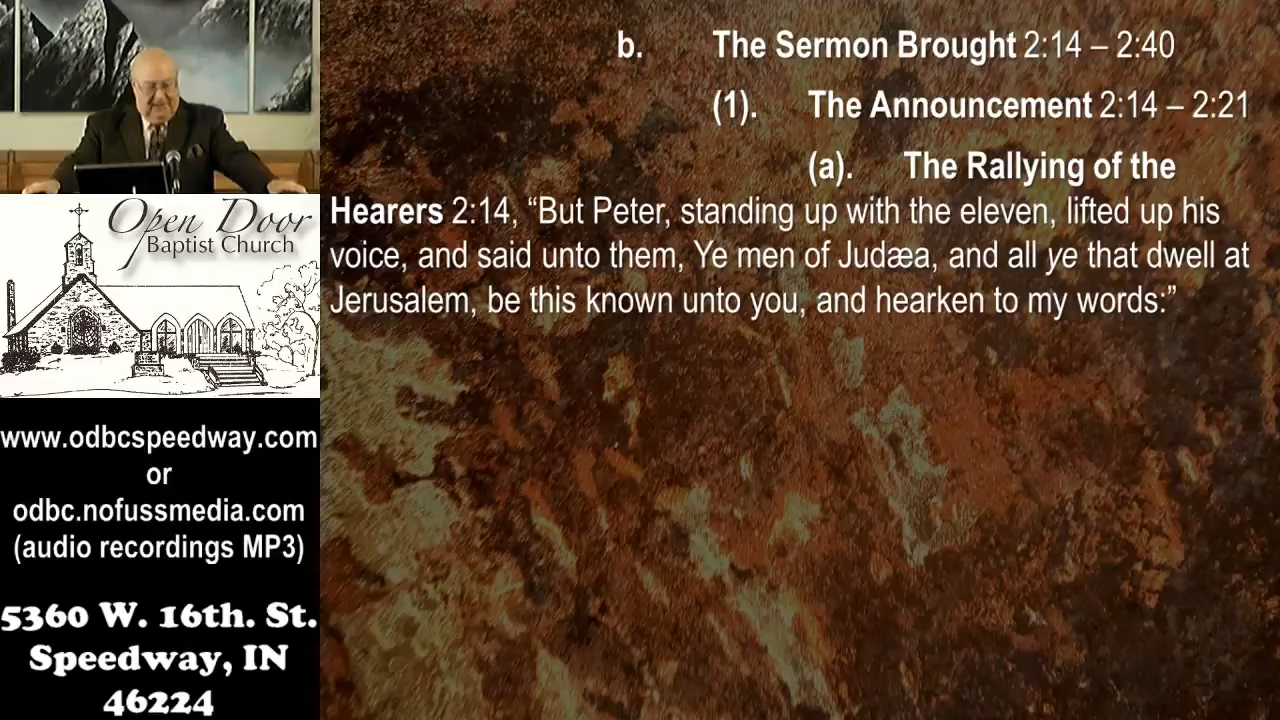 b. The Sermon Brought 2:14 – 2:40
(1). The Announcement 2:14 – 2:21
(a). The Rallying of the
Hearers 2:14, “But Peter, standing up with the eleven, lifted up his
voice, and said unto them, Ye men of Judæa, and all ye that dwell at
Jerusalem, be this known unto you, and hearken to my words:”
Open Door
Baptist Church
www.odbcspeedway.com
or
odbc.nofussmedia.com
(audio recordings MP3)
5360 W. 16th. St.
Speedway, IN
46224